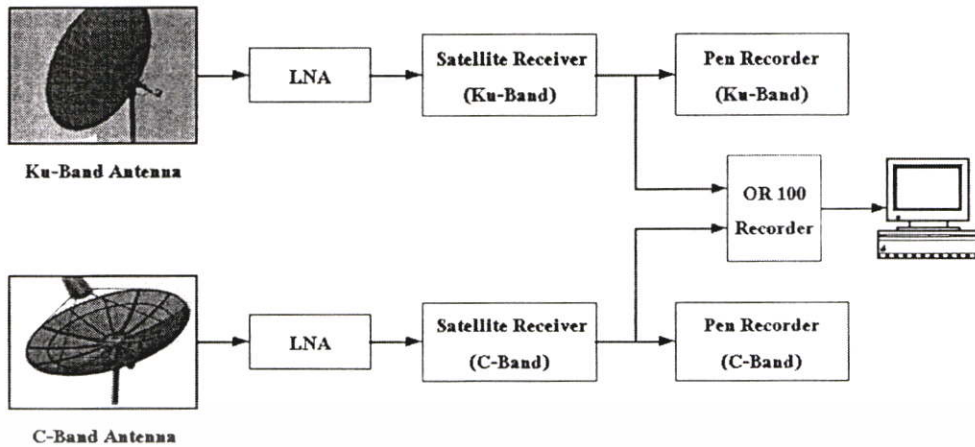 LNA
Satellite Receiver
(Ku-Band)
Pen Recorder
(Ku-Band)
Ku-Band Antenna
OR 100
Recorder
LNA
Satellite Receiver
(C-Band)
Pen Recorder
(C-Band)
C-Band Antenna